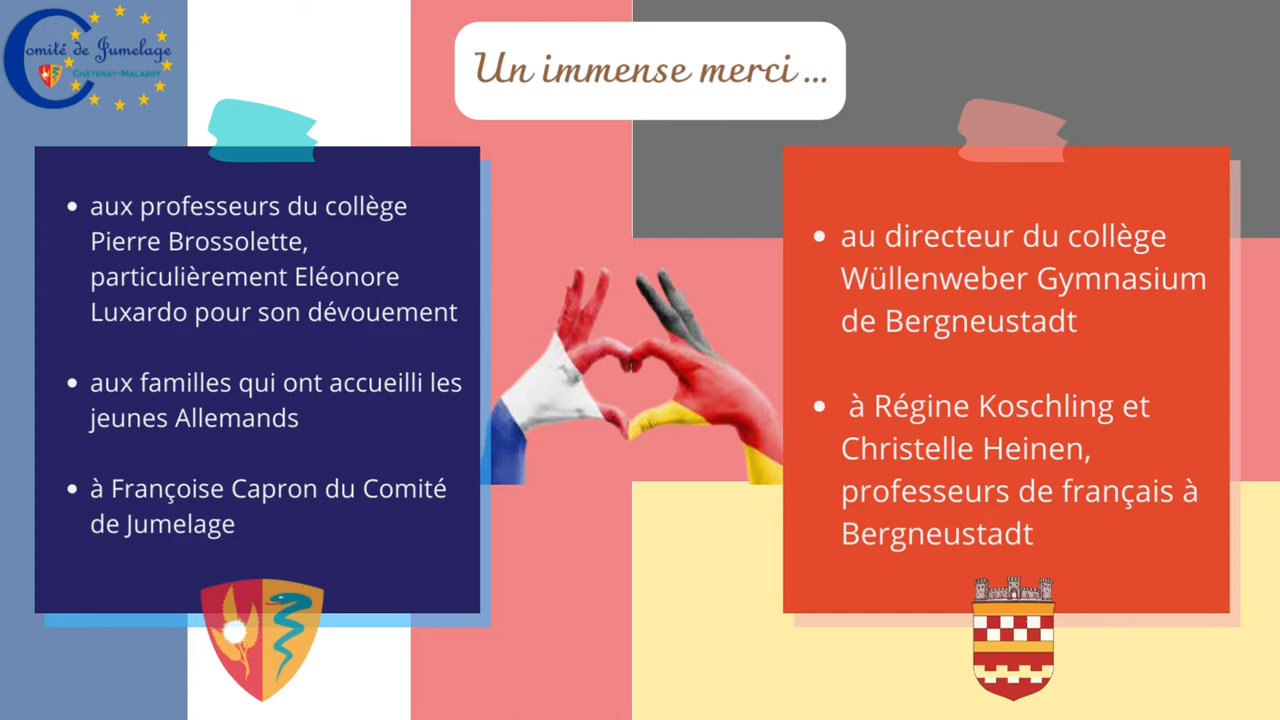 Comité de Jumelage
CHÂTENAY-MALABRY
Un immense merci ...
• aux professeurs du collège
Pierre Brossolette,
particulièrement Eléonore
Luxardo pour son dévouement
• aux familles qui ont accueilli les
jeunes Allemands
• à Françoise Capron du Comité
de Jumelage
• au directeur du collège
Wüllenweber Gymnasium
de Bergneustadt
• à Régine Koschling et
Christelle Heinen,
professeurs de français à
Bergneustadt